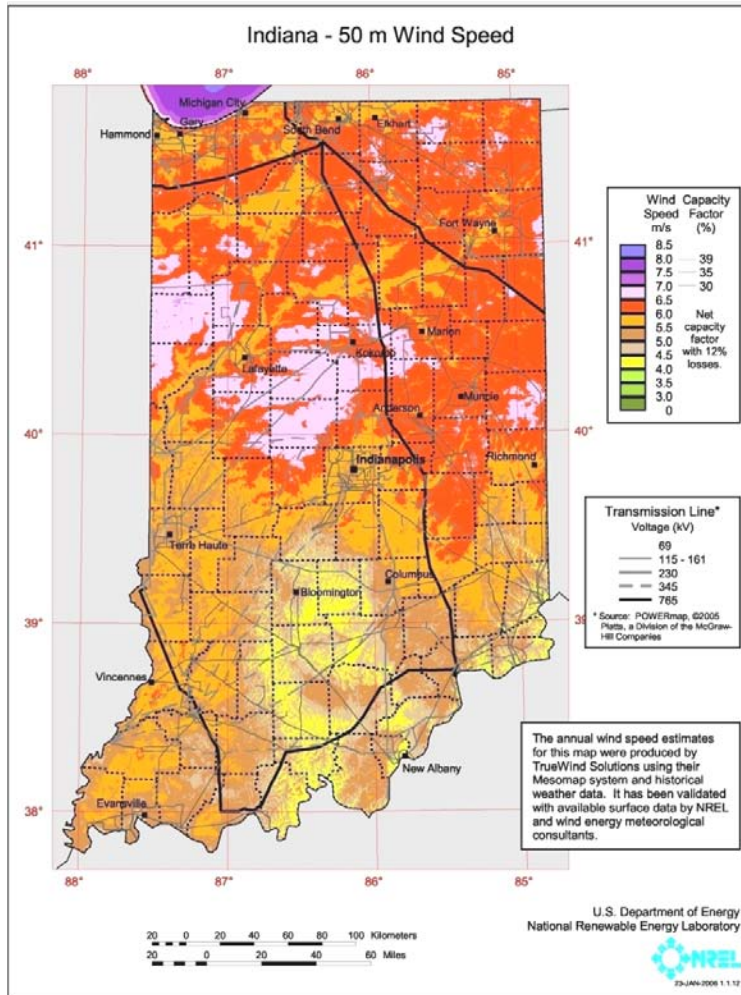 Indiana - 50 m Wind Speed
88° 87° 86° 85°
Michigan City
South Bend
Elkhart
Hammond
Gary
Fort Wayne
41° 41°
Marion
Kokomo
Lafayette
Muncie
Anderson
40° 40°
Indianapolis
Richmond
Terre Haute
Columbus
Bloomington
39° 39°
Vincennes
New Albany
Evansville
38° 38°
88° 87° 86° 85°
Wind Capacity
Speed Factor
m/s (%)
8.5
8.0 39
7.5 35
7.0 30
6.5
6.0 Net
5.5 capacity
5.0 factor
4.5 with 12%
4.0 losses.
3.5
3.0
0
Transmission Line*
Voltage (kV)
69
115 - 161
230
345
765
* Source: POWERmap, ©2005
Platts, a Division of the McGraw-
Hill Companies
The annual wind speed estimates
for this map were produced by
TrueWind Solutions using their
Mesomap system and historical
weather data. It has been validated
with available surface data by NREL
and wind energy meteorological
consultants.
20 0 20 40 60 80 100 Kilometers
20 0 20 40 60 Miles
U.S. Department of Energy
National Renewable Energy Laboratory
NREL
23-JAN-2006 1.1.12